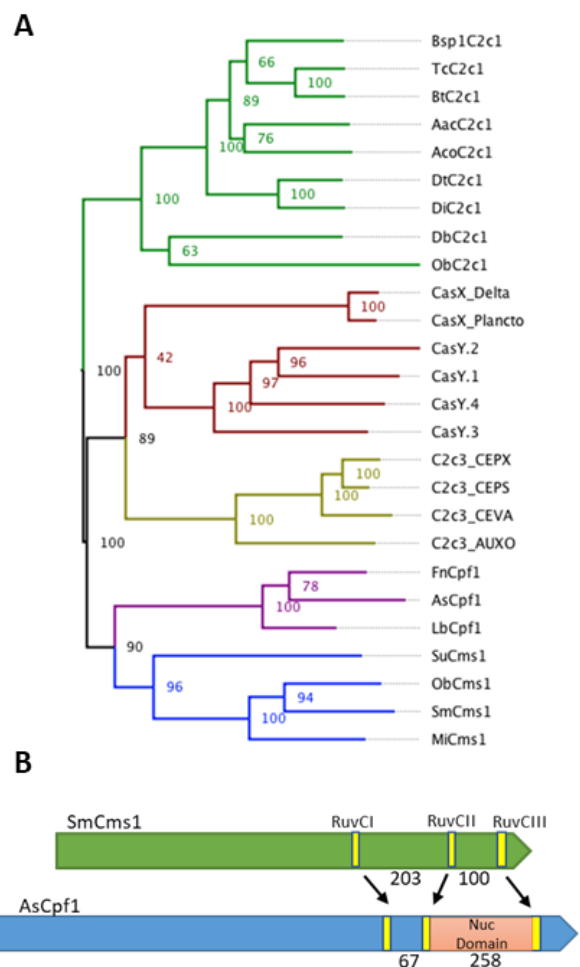 A
Bsp1C2c1
66
TcC2c1
100
BtC2c1
89
AacC2c1
76
100
AcoC2c1
DtC2c1
100
100
DiC2c1
DbC2c1
63
ObC2c1
CasX_Delta
100
CasX_Plancto
CasY.2
42
96
100
CasY.1
97
CasY.4
100
CasY.3
89
C2c3_CEPX
100
C2c3_CEPS
100
C2c3_CEVA
100
C2c3_AUXO
100
FnCpf1
78
AsCpf1
100
LbCpf1
90
SuCms1
96
ObCms1
94
SmCms1
100
MiCms1
B
SmCms1 RuvCI RuvCII RuvCIII
203 100
AsCpf1
Nuc
Domain
67 258